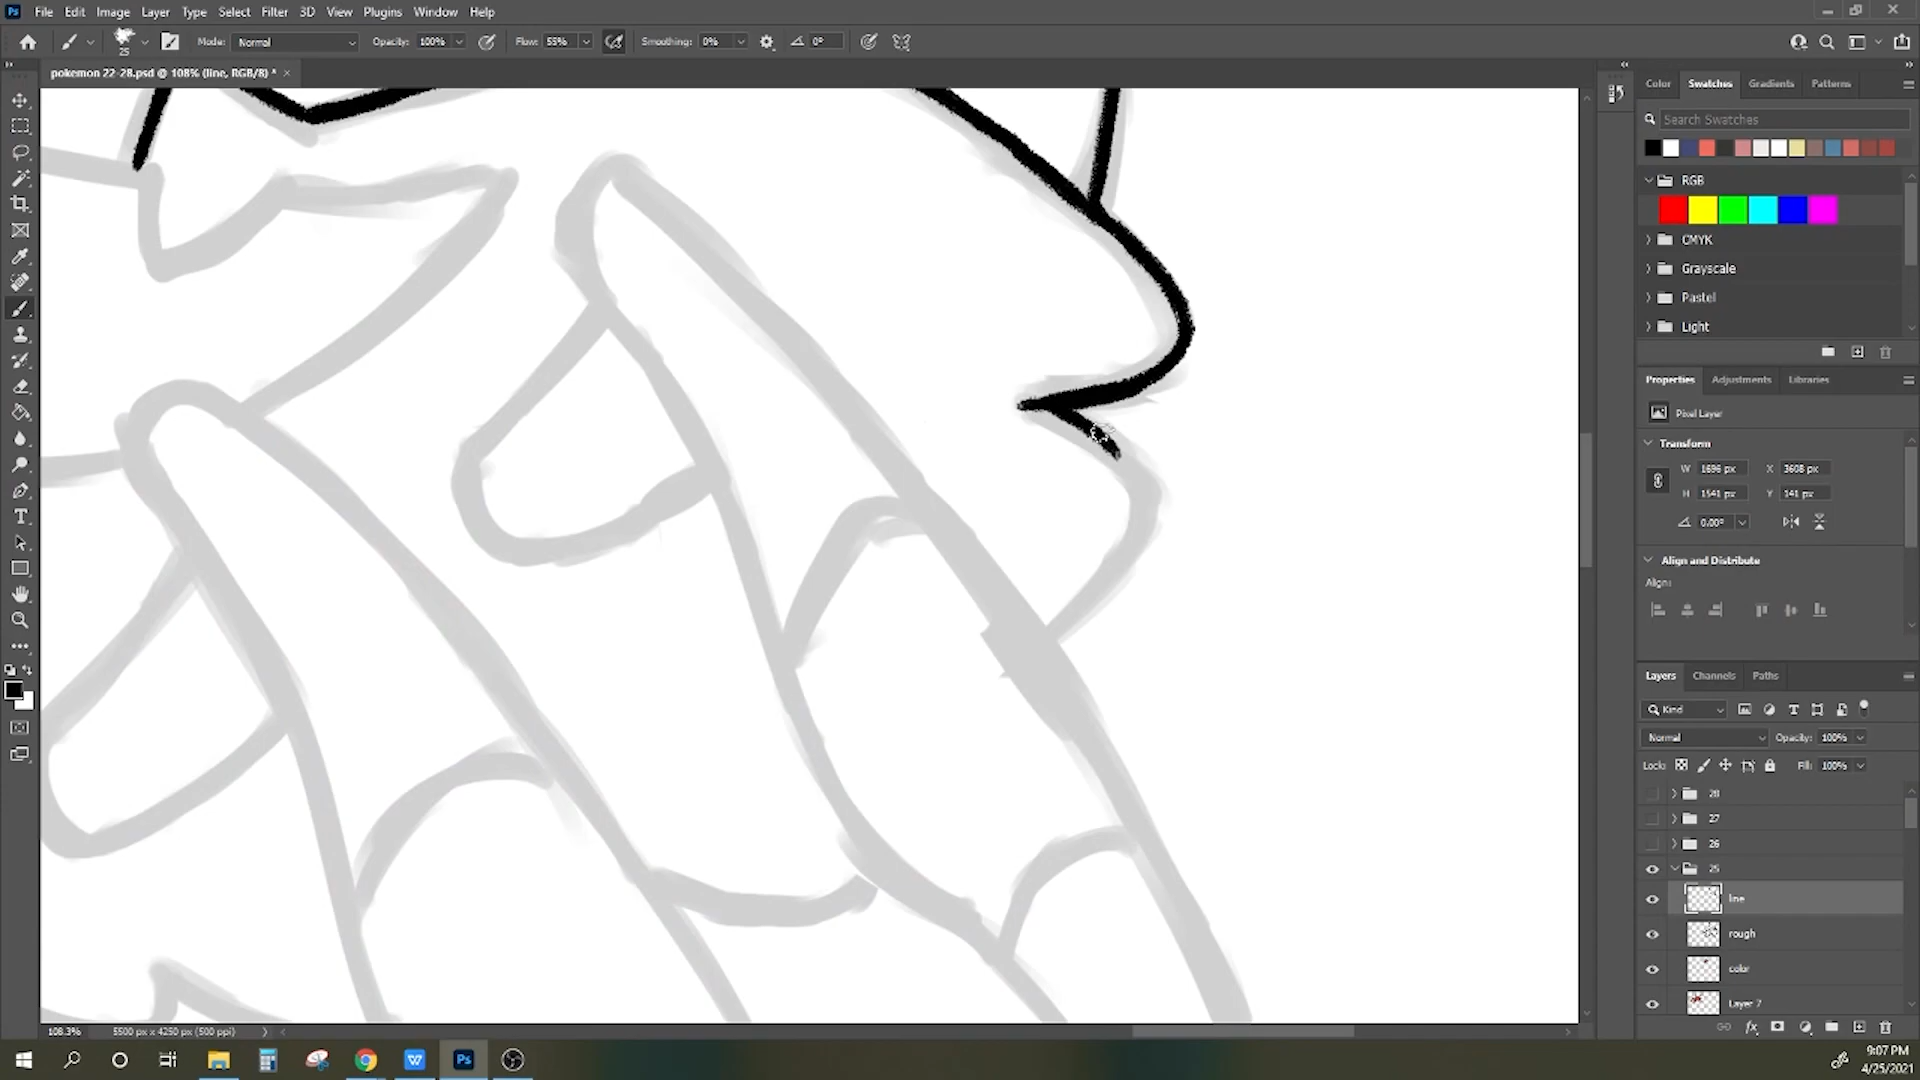 File Edit Image Layer Type Select Filter 3D View Plugins Window Help
25 Mode: Normal Opacity: 100% Flow: 55% Smoothing: 0% 0°
pokemon 22-28.psd @ 108% (line, RGB/8) * ×
Color Swatches Gradients Patterns
Search Swatches
RGB
CMYK
Grayscale
Pastel
Light
Properties Adjustments Libraries
Pixel Layer
Transform
W 1696 px X 3608 px
H 1541 px Y 141 px
0.00°
Align and Distribute
Align:
Layers Channels Paths
Kind
Normal Opacity: 100%
Lock: Fill: 100%
28
27
26
25
line
rough
color
Layer 7
108.3% 5500 px x 4250 px (500 ppi)
Ps
9:07 PM
4/25/2021